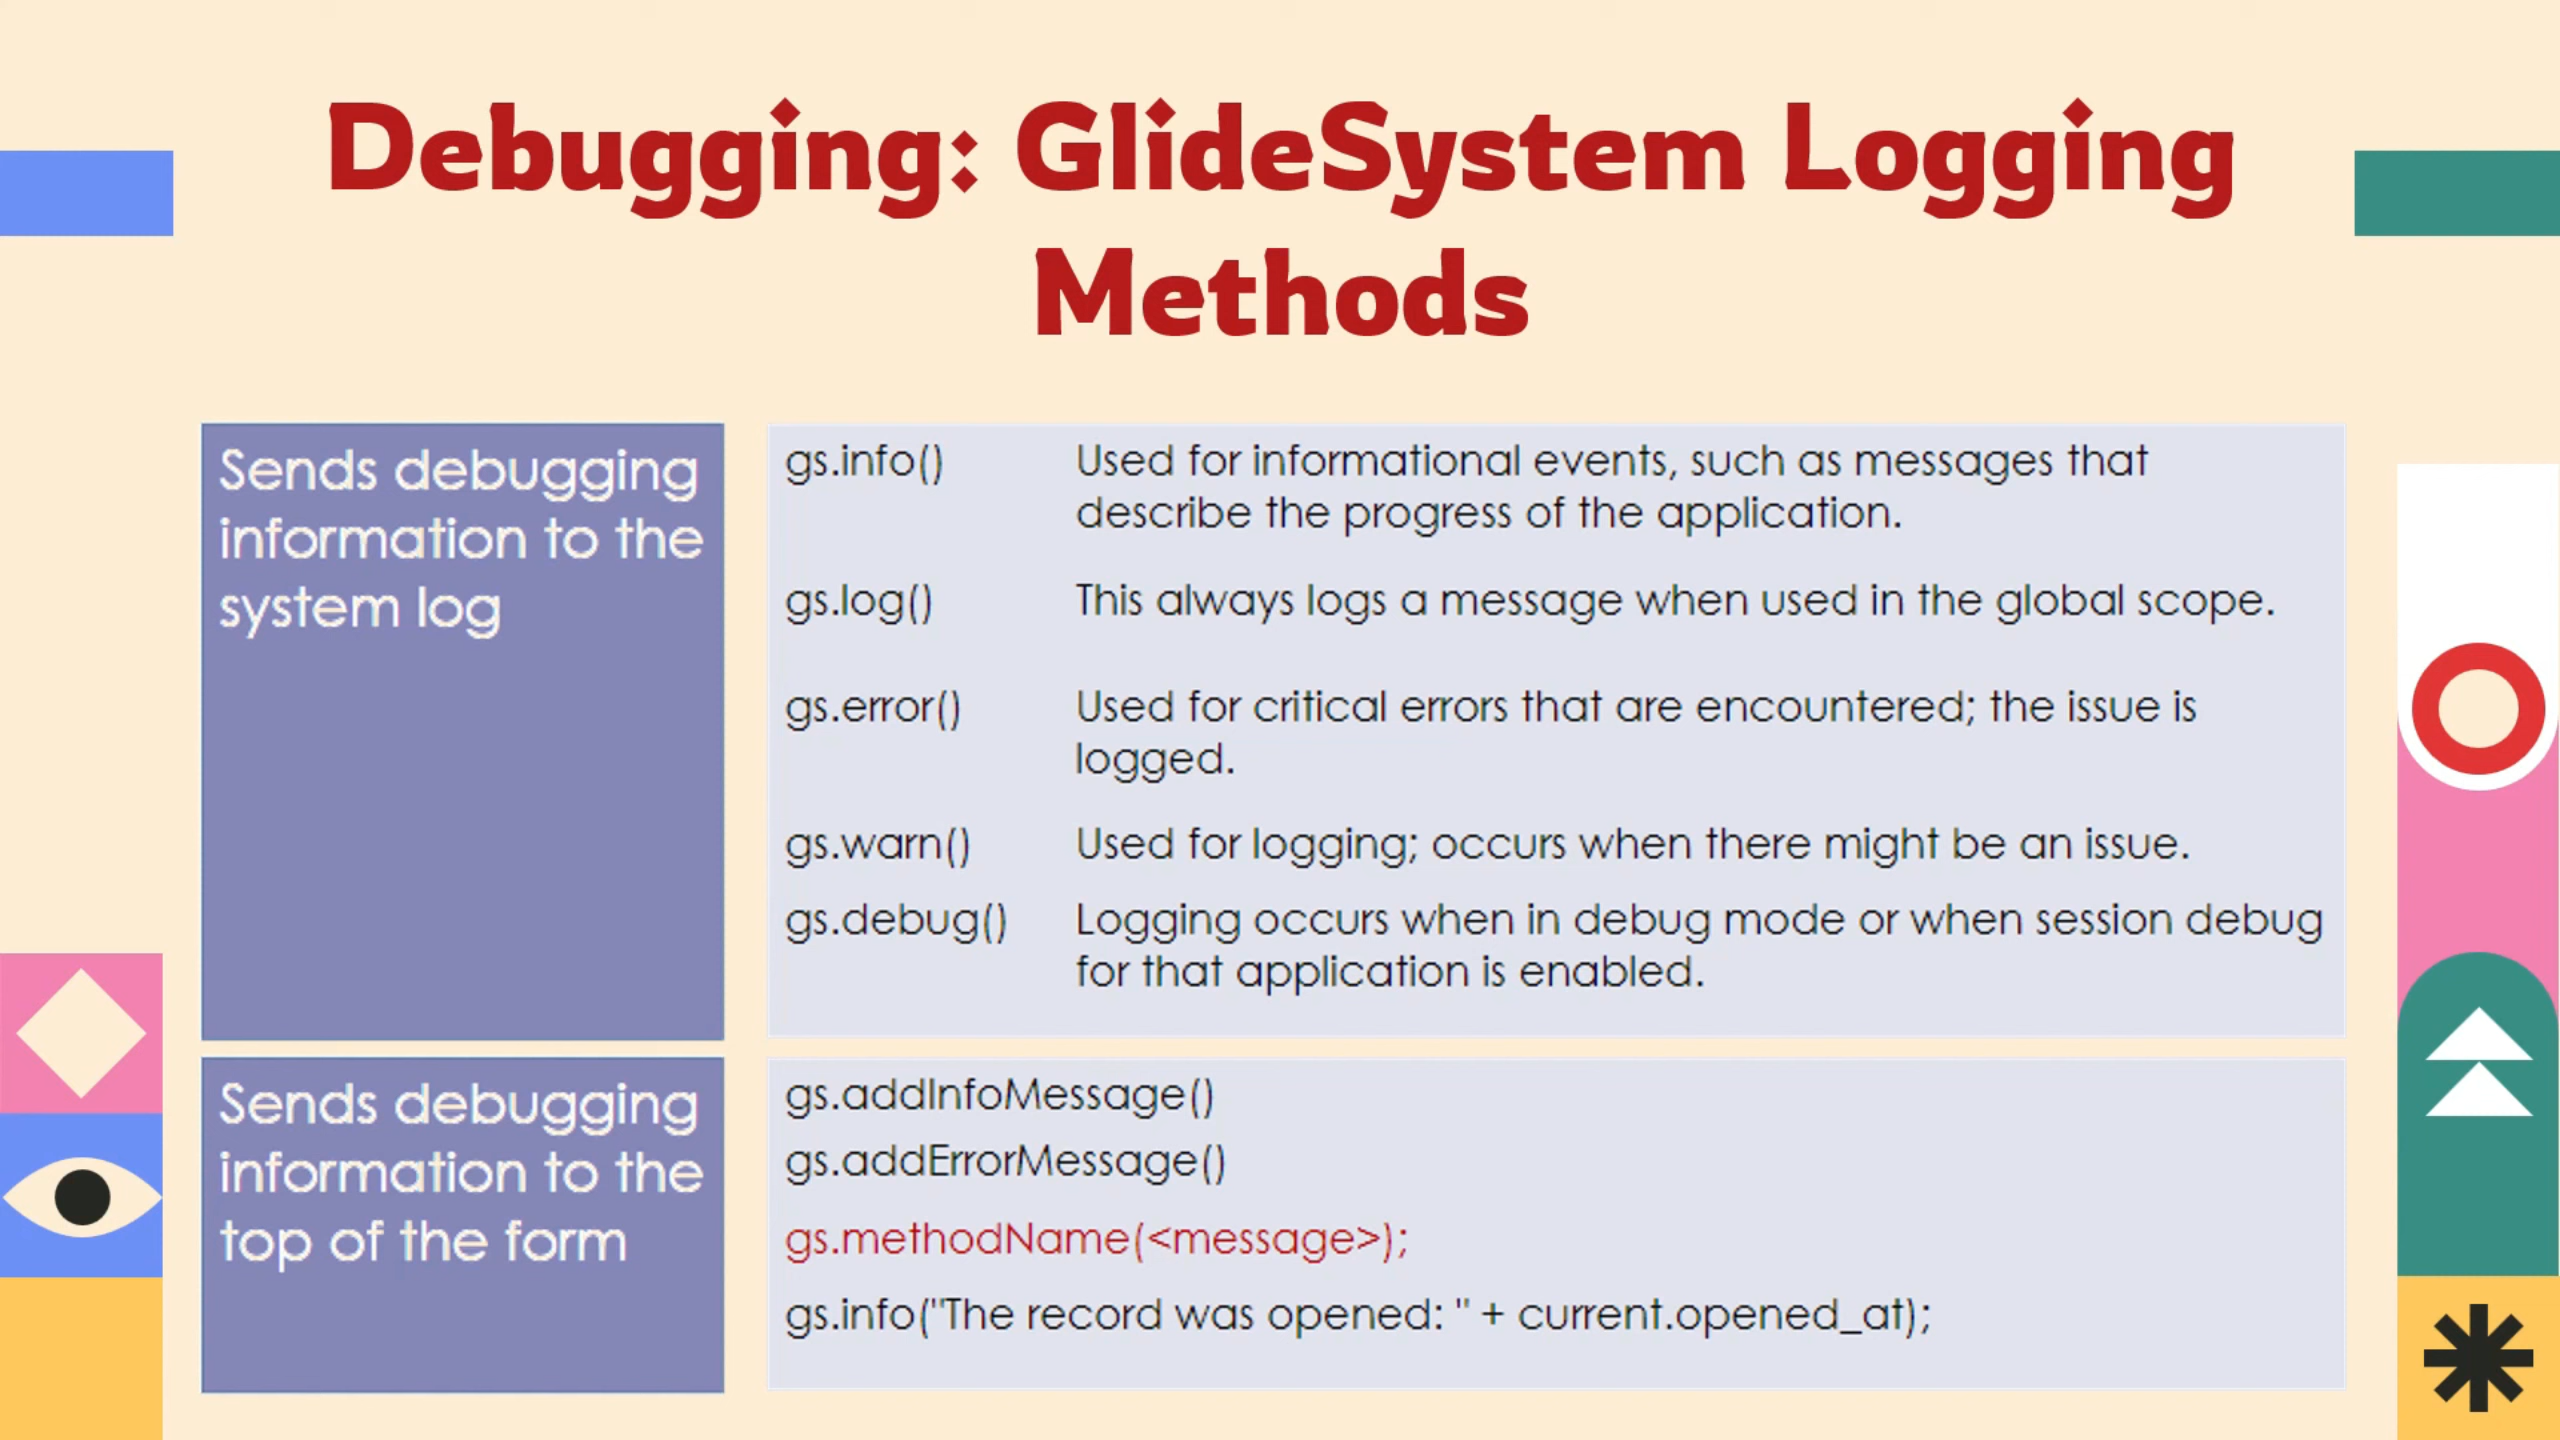 Debugging: GlideSystem Logging
Methods
Sends debugging
information to the
system log
gs.info() Used for informational events, such as messages that
describe the progress of the application.
gs.log() This always logs a message when used in the global scope.
gs.error() Used for critical errors that are encountered; the issue is
logged.
gs.warn() Used for logging; occurs when there might be an issue.
gs.debug() Logging occurs when in debug mode or when session debug
for that application is enabled.
Sends debugging
information to the
top of the form
gs.addInfoMessage()
gs.addErrorMessage()
gs.methodName(<message>);
gs.info("The record was opened: " + current.opened_at);